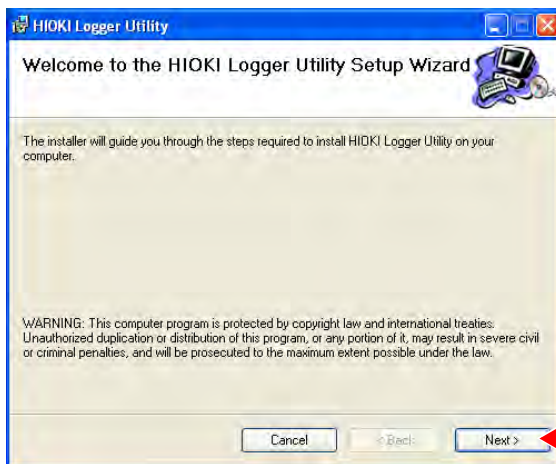 HIOKI Logger Utility
Welcome to the HIOKI Logger Utility Setup Wizard
The installer will guide you through the steps required to install HIOKI Logger Utility on your
computer.
WARNING: This computer program is protected by copyright law and international treaties.
Unauthorized duplication or distribution of this program, or any portion of it, may result in severe civil
or criminal penalties, and will be prosecuted to the maximum extent possible under the law.
Cancel < Back Next >